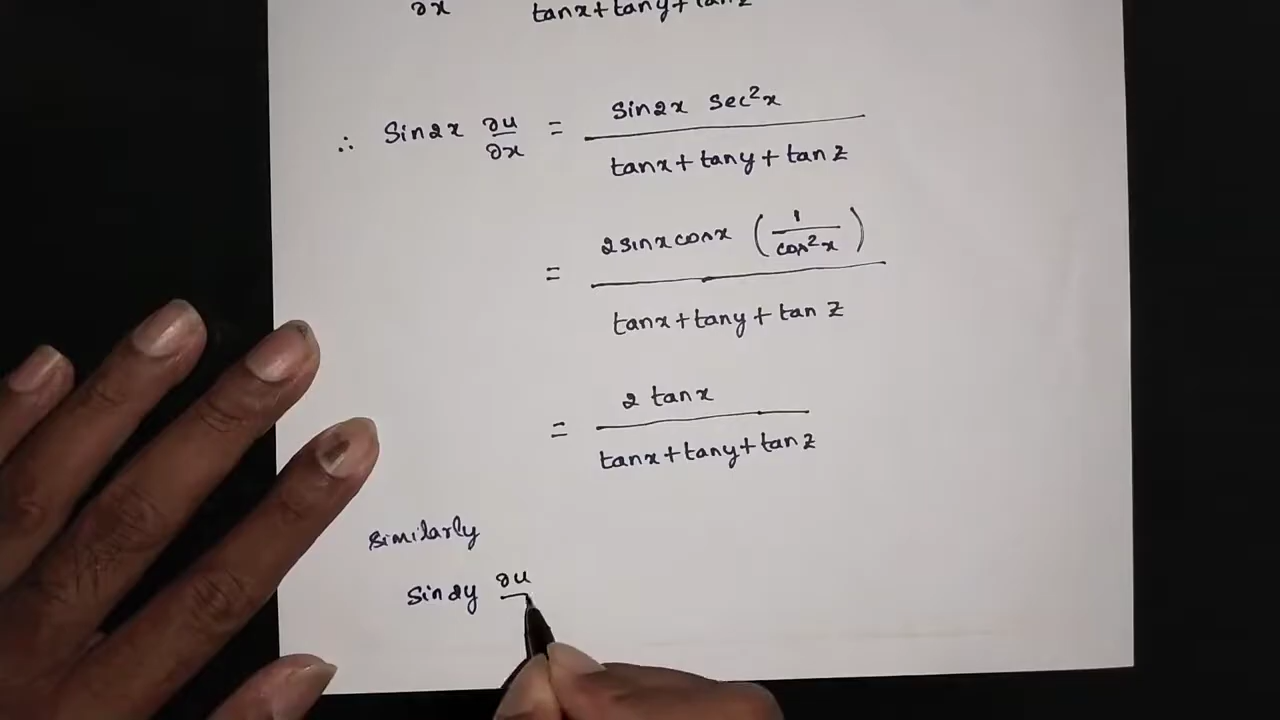 ∂x tanx+tany+tanz
∴ Sin2x ∂u/∂x = sin2x sec²x / tanx+tany+tanz
= 2sinxcosx (1/cos²x) / tanx+tany+tanz
= 2 tanx / tanx+tany+tanz
similarly
Sin2y ∂u